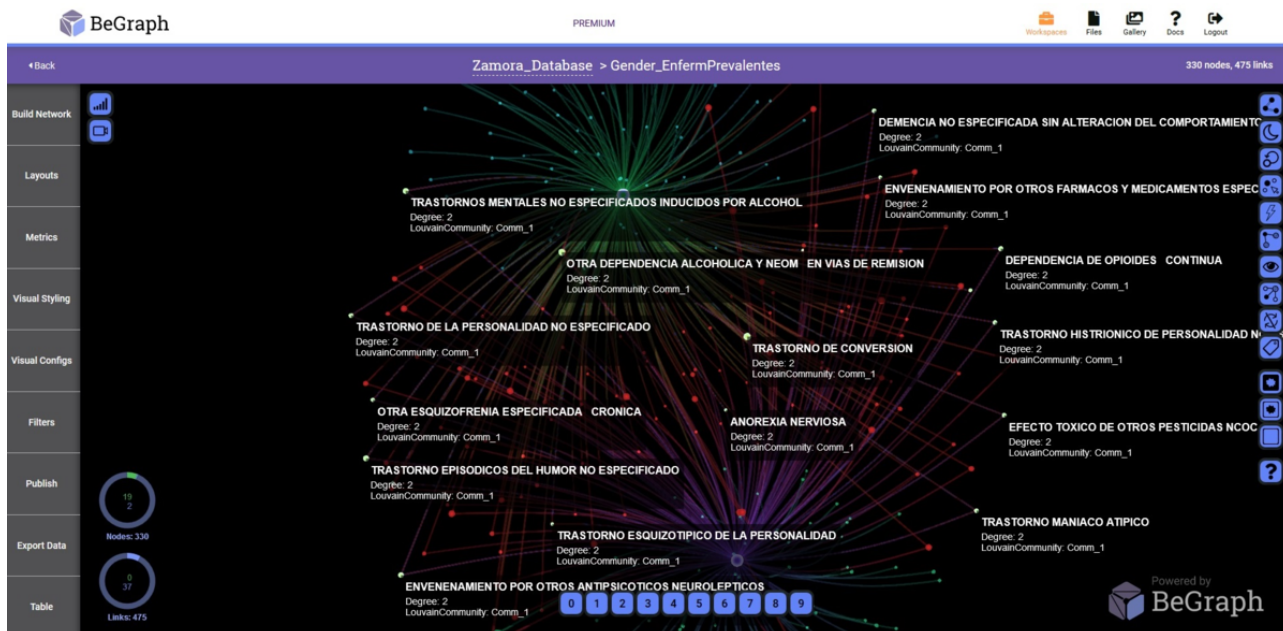 BeGraph
PREMIUM
Workspaces
Files
Gallery
Docs
Logout
Back
Zamora_Database > Gender_EnfermPrevalentes
330 nodes, 475 links
Build Network
Layouts
Metrics
Visual Styling
Visual Configs
Filters
Publish
Export Data
Table
DEMENCIA NO ESPECIFICADA SIN ALTERACION DEL COMPORTAMIENTO
Degree: 2
LouvainCommunity: Comm_1
TRASTORNOS MENTALES NO ESPECIFICADOS INDUCIDOS POR ALCOHOL
Degree: 2
LouvainCommunity: Comm_1
ENVENENAMIENTO POR OTROS FARMACOS Y MEDICAMENTOS ESPEC
Degree: 2
LouvainCommunity: Comm_1
OTRA DEPENDENCIA ALCOHOLICA Y NEOM EN VIAS DE REMISION
Degree: 2
LouvainCommunity: Comm_1
DEPENDENCIA DE OPIOIDES CONTINUA
Degree: 2
LouvainCommunity: Comm_1
TRASTORNO DE LA PERSONALIDAD NO ESPECIFICADO
Degree: 2
LouvainCommunity: Comm_1
TRASTORNO DE CONVERSION
Degree: 2
LouvainCommunity: Comm_1
TRASTORNO HISTRIONICO DE PERSONALIDAD
Degree: 2
LouvainCommunity: Comm_1
OTRA ESQUIZOFRENIA ESPECIFICADA CRONICA
Degree: 2
LouvainCommunity: Comm_1
ANOREXIA NERVIOSA
Degree: 2
LouvainCommunity: Comm_1
EFECTO TOXICO DE OTROS PESTICIDAS NCOC
Degree: 2
LouvainCommunity: Comm_1
TRASTORNO EPISODICOS DEL HUMOR NO ESPECIFICADO
Degree: 2
LouvainCommunity: Comm_1
TRASTORNO ESQUIZOTIPICO DE LA PERSONALIDAD
Degree: 2
LouvainCommunity: Comm_1
TRASTORNO MANIACO ATIPICO
Degree: 2
LouvainCommunity: Comm_1
ENVENENAMIENTO POR OTROS ANTIPSICOTICOS NEUROLEPTICOS
Degree: 2
LouvainCommunity: Comm_1
19
2
Nodes: 330
0
37
Links: 475
0 1 2 3 4 5 6 7 8 9
Powered by
BeGraph